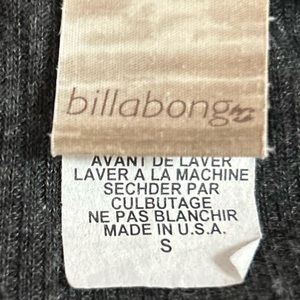 billabong
AVANT DE LAVER
LAVER A LA MACHINE
SECHDER PAR
CULBUTAGE
NE PAS BLANCHIR
MADE IN U.S.A.
S